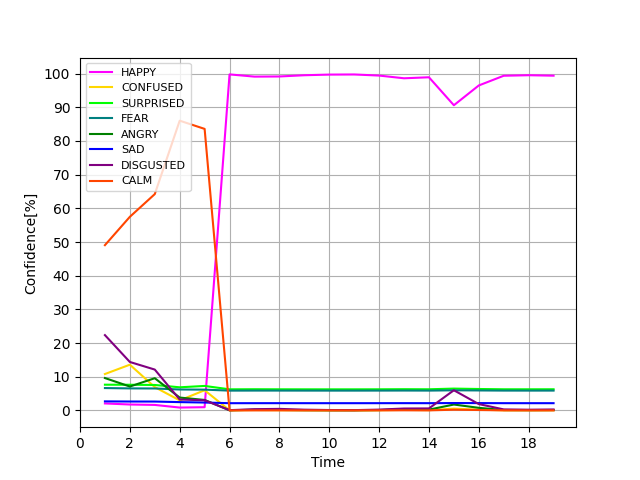 HAPPY
CONFUSED
SURPRISED
FEAR
ANGRY
SAD
DISGUSTED
CALM
100
90
80
70
60
50
40
30
20
10
0
Confidence[%]
0 2 4 6 8 10 12 14 16 18
Time